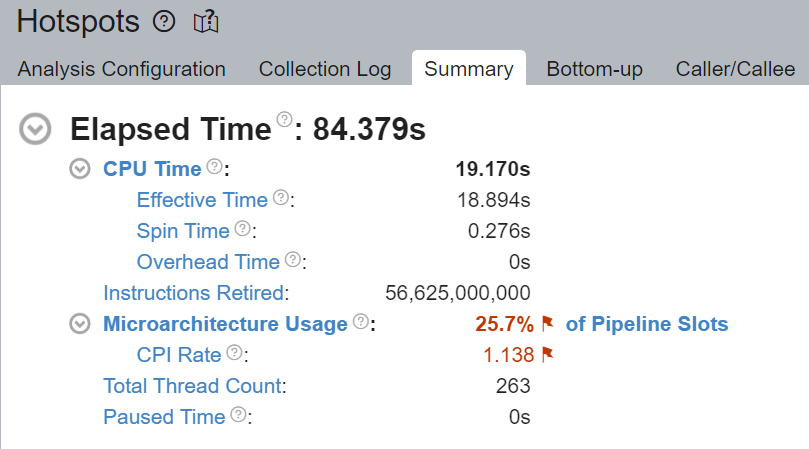 Hotspots ? ?
Analysis Configuration Collection Log Summary Bottom-up Caller/Callee
Elapsed Time ?: 84.379s
CPU Time ?: 19.170s
Effective Time ?: 18.894s
Spin Time ?: 0.276s
Overhead Time ?: 0s
Instructions Retired: 56,625,000,000
Microarchitecture Usage ?: 25.7% of Pipeline Slots
CPI Rate ?: 1.138
Total Thread Count: 263
Paused Time ?: 0s